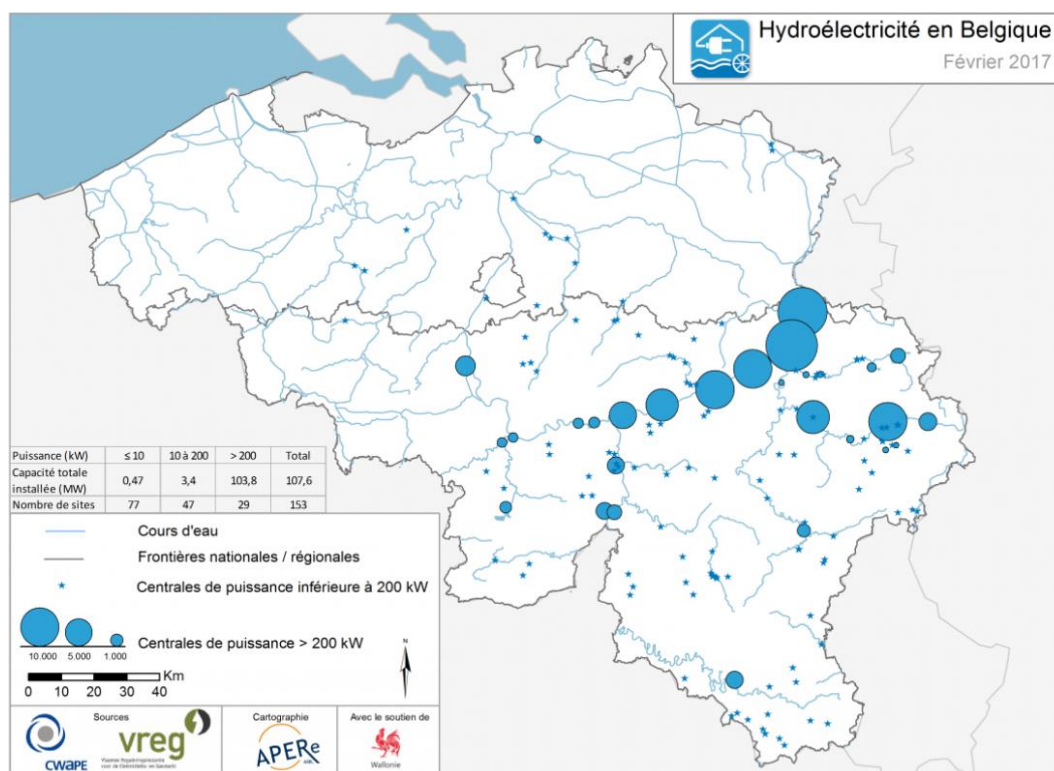 Hydroélectricité en Belgique
Février 2017
Puissance (kW) ≤ 10 10 à 200 > 200 Total
Capacité totale
installée (MW) 0,47 3,4 103,8 107,6
Nombre de sites 77 47 29 153
Cours d'eau
Frontières nationales / régionales
Centrales de puissance inférieure à 200 kW
Centrales de puissance > 200 kW
10.000 5.000 1.000
N
Km
0 10 20 30 40
Sources
CWAPE
vreg
Cartographie
APERe
Avec le soutien de
Wallonie